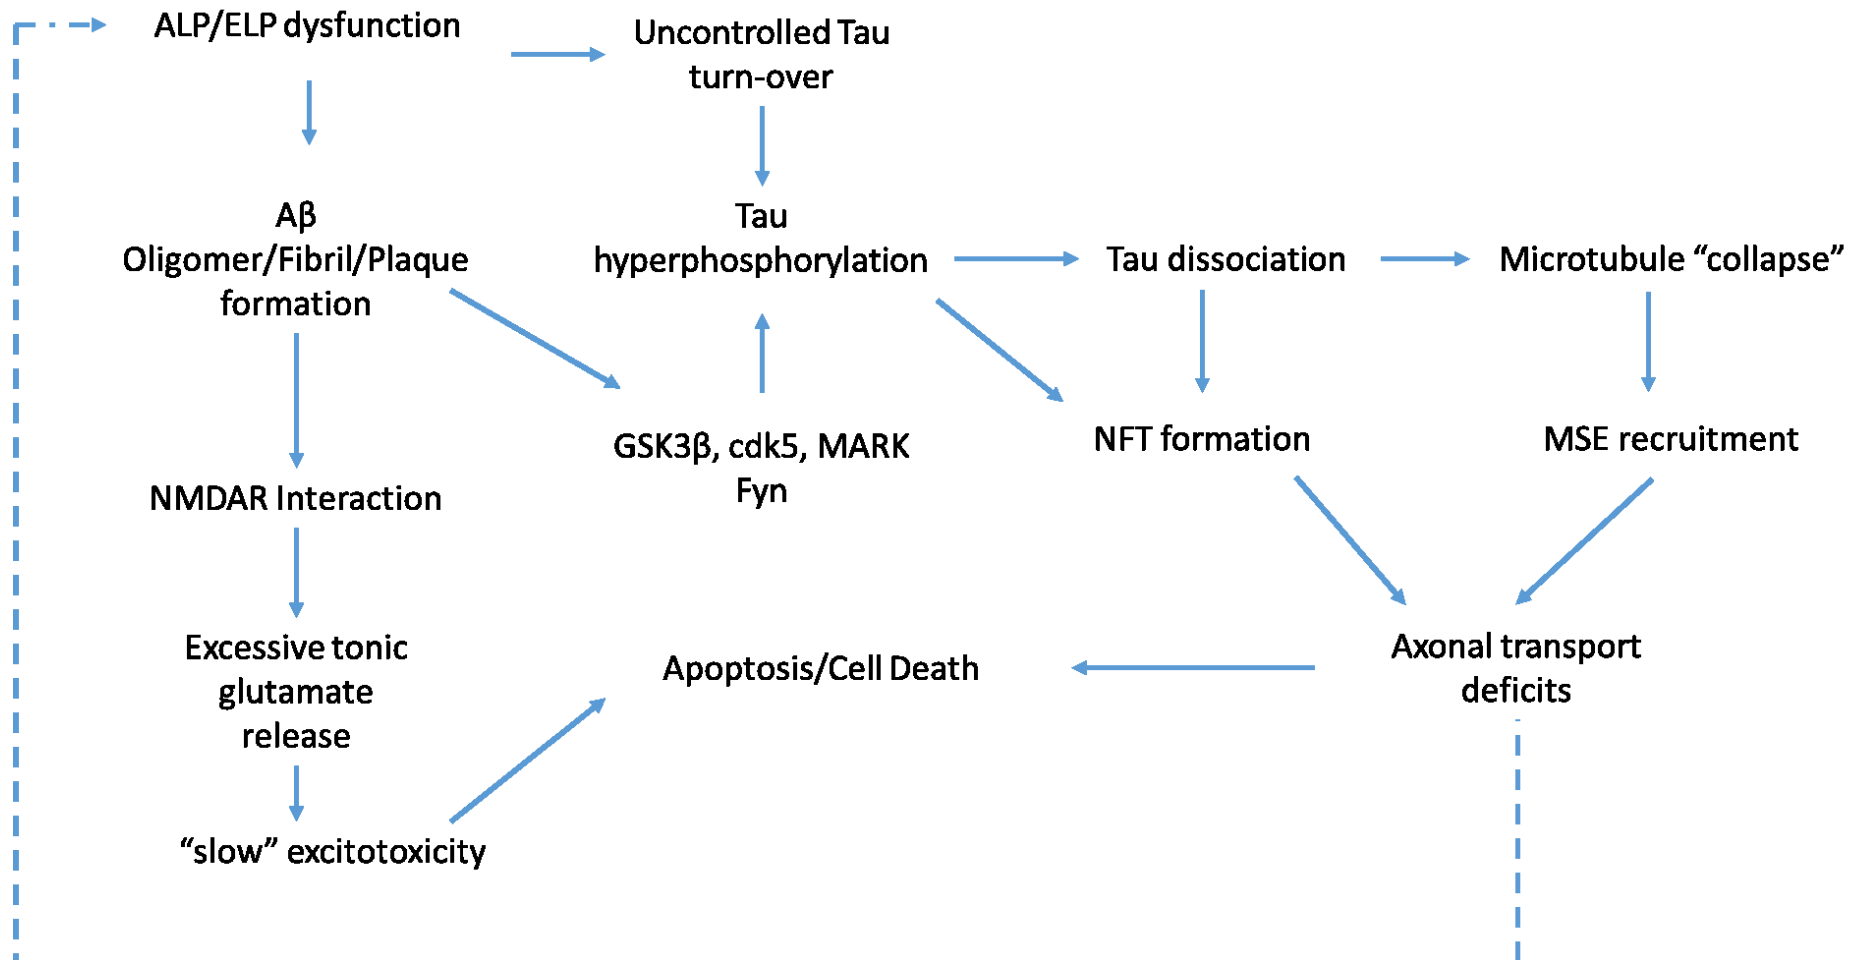 ALP/ELP dysfunction
Uncontrolled Tau
turn-over
Aβ
Oligomer/Fibril/Plaque
formation
Tau
hyperphosphorylation
Tau dissociation
Microtubule “collapse”
GSK3β, cdk5, MARK
Fyn
NFT formation
MSE recruitment
NMDAR Interaction
Excessive tonic
glutamate
release
Apoptosis/Cell Death
Axonal transport
deficits
“slow” excitotoxicity